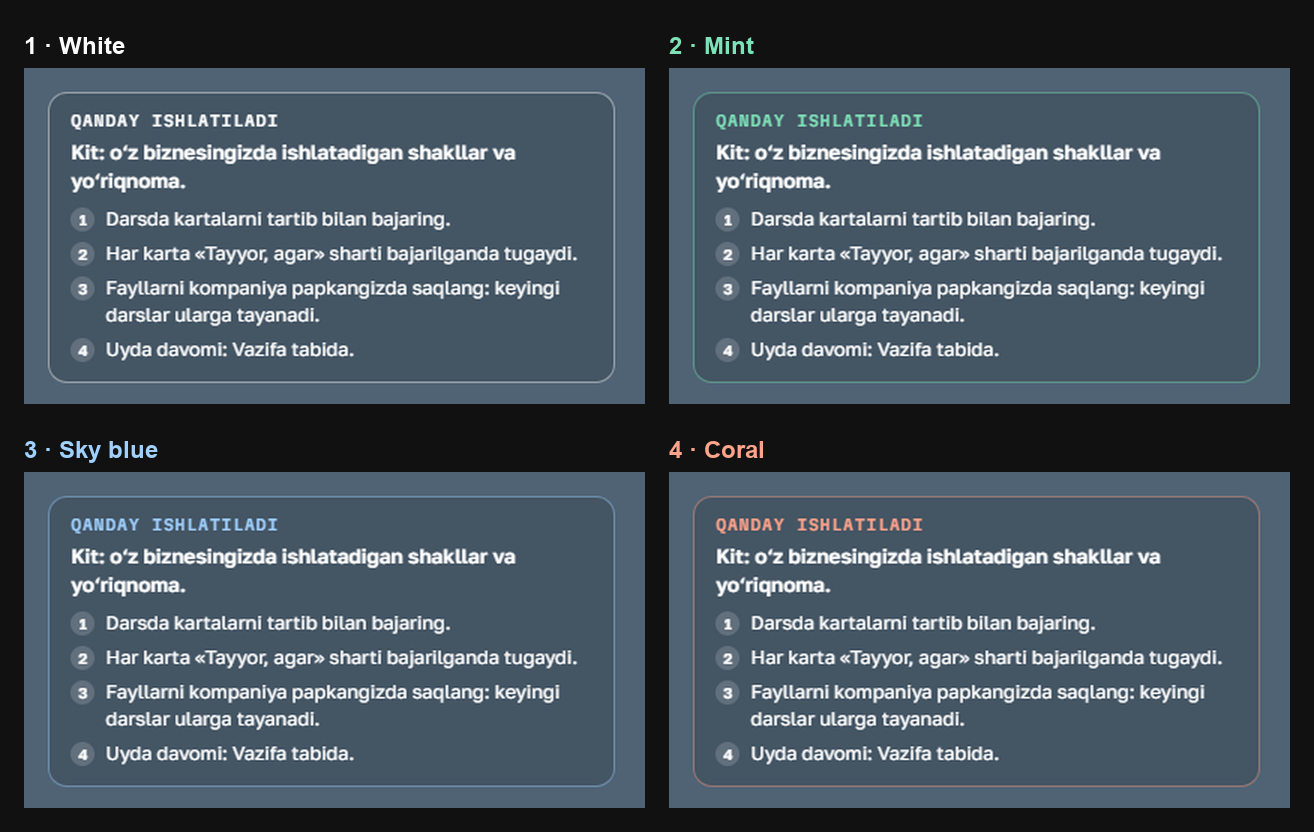 1 · White
QANDAY ISHLATILADI
Kit: o‘z biznesingizda ishlatadigan shakllar va
yo‘riqnoma.
1 Darsda kartalarni tartib bilan bajaring.
2 Har karta «Tayyor, agar» sharti bajarilganda tugaydi.
3 Fayllarni kompaniya papkangizda saqlang: keyingi
darslar ularga tayanadi.
4 Uyda davomi: Vazifa tabida.
2 · Mint
QANDAY ISHLATILADI
Kit: o‘z biznesingizda ishlatadigan shakllar va
yo‘riqnoma.
1 Darsda kartalarni tartib bilan bajaring.
2 Har karta «Tayyor, agar» sharti bajarilganda tugaydi.
3 Fayllarni kompaniya papkangizda saqlang: keyingi
darslar ularga tayanadi.
4 Uyda davomi: Vazifa tabida.
3 · Sky blue
QANDAY ISHLATILADI
Kit: o‘z biznesingizda ishlatadigan shakllar va
yo‘riqnoma.
1 Darsda kartalarni tartib bilan bajaring.
2 Har karta «Tayyor, agar» sharti bajarilganda tugaydi.
3 Fayllarni kompaniya papkangizda saqlang: keyingi
darslar ularga tayanadi.
4 Uyda davomi: Vazifa tabida.
4 · Coral
QANDAY ISHLATILADI
Kit: o‘z biznesingizda ishlatadigan shakllar va
yo‘riqnoma.
1 Darsda kartalarni tartib bilan bajaring.
2 Har karta «Tayyor, agar» sharti bajarilganda tugaydi.
3 Fayllarni kompaniya papkangizda saqlang: keyingi
darslar ularga tayanadi.
4 Uyda davomi: Vazifa tabida.